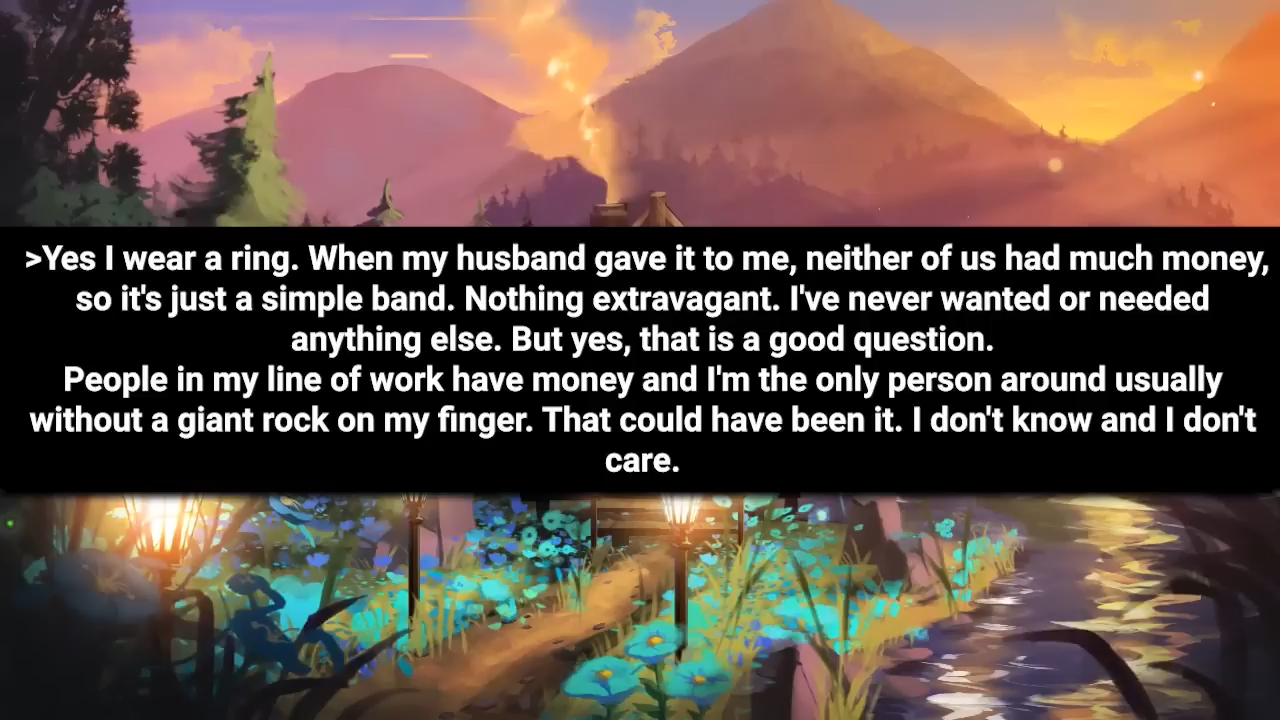 >Yes I wear a ring. When my husband gave it to me, neither of us had much money,
so it's just a simple band. Nothing extravagant. I've never wanted or needed
anything else. But yes, that is a good question.
People in my line of work have money and I'm the only person around usually
without a giant rock on my finger. That could have been it. I don't know and I don't
care.